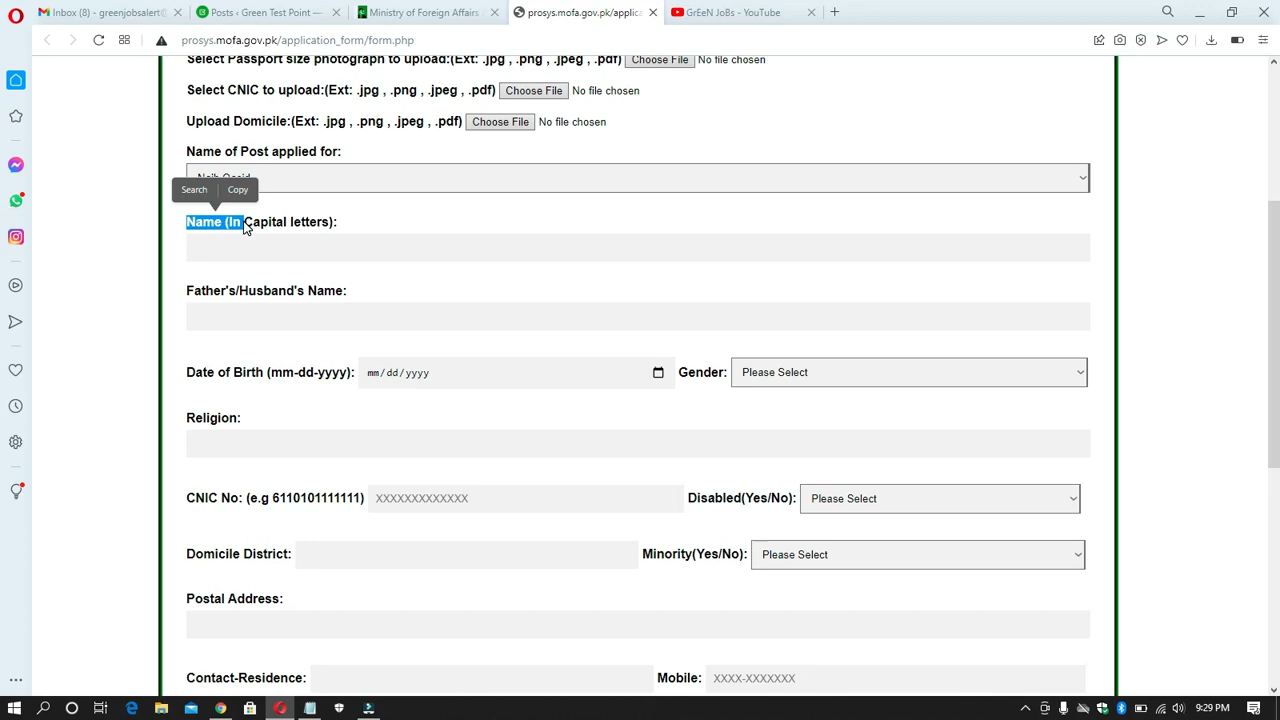 Inbox (8) - greenjobsalert@
Posts ‹ Green Test Point —
Ministry of Foreign Affairs -
prosys.mofa.gov.pk/applica
GrEeN JoBs - YouTube
prosys.mofa.gov.pk/application_form/form.php
Select Passport size photograph to upload:(Ext: .jpg , .png , .jpeg , .pdf) Choose File No file chosen
Select CNIC to upload:(Ext: .jpg , .png , .jpeg , .pdf) Choose File No file chosen
Upload Domicile:(Ext: .jpg , .png , .jpeg , .pdf) Choose File No file chosen
Name of Post applied for:
Search Copy
Name (In Capital letters):
Father's/Husband's Name:
Date of Birth (mm-dd-yyyy): mm/dd/yyyy Gender: Please Select
Religion:
CNIC No: (e.g 6110101111111) XXXXXXXXXXXXX Disabled(Yes/No): Please Select
Domicile District: Minority(Yes/No): Please Select
Postal Address:
Contact-Residence: Mobile: XXXX-XXXXXXX
9:29 PM